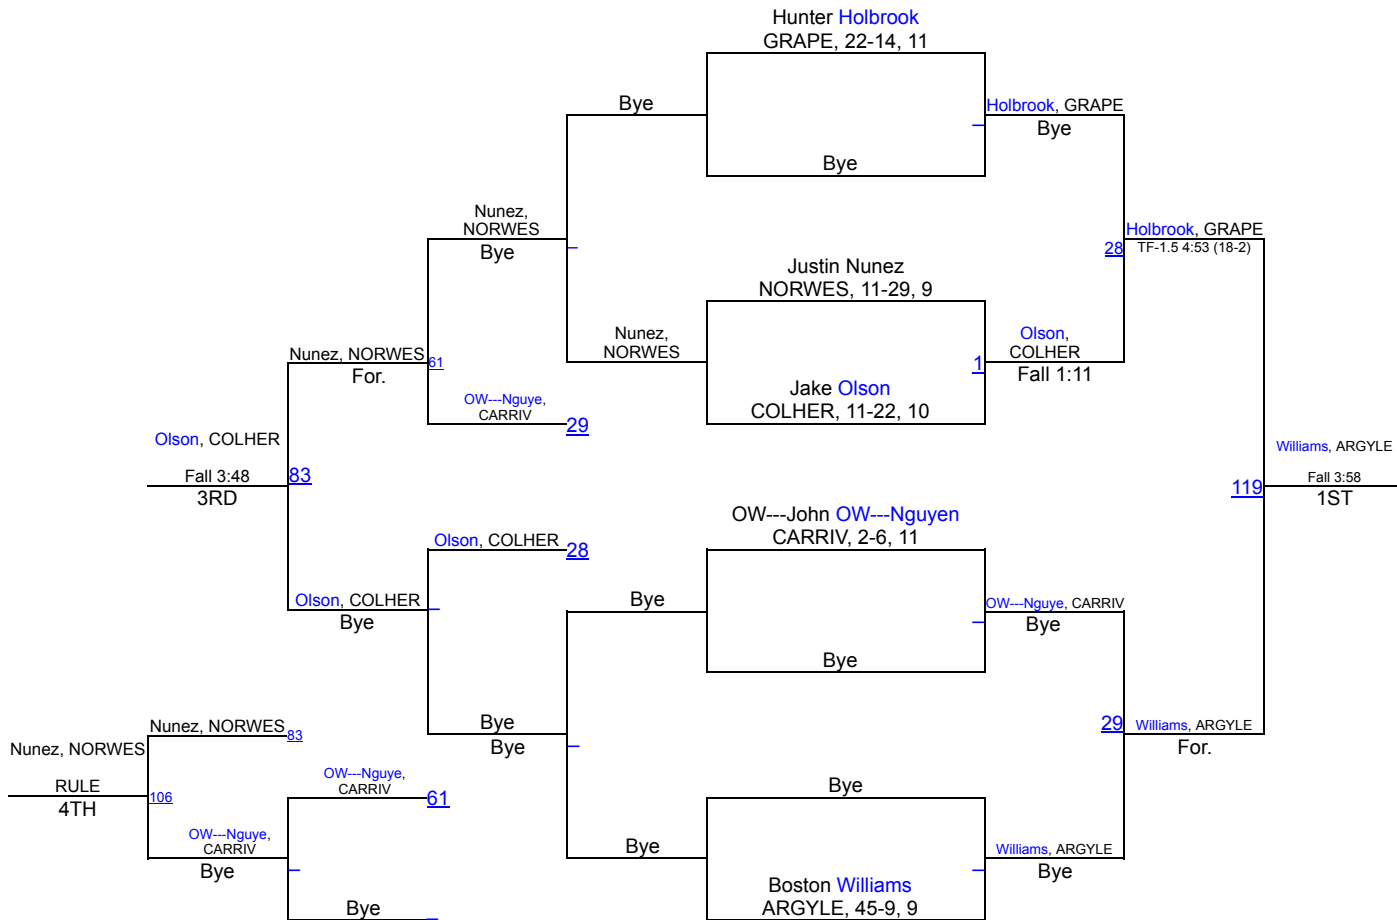 Hunter Holbrook
GRAPE, 22-14, 11
Bye
Holbrook, GRAPE
Bye
Bye
Nunez,
NORWES
Bye
Holbrook, GRAPE
28
TF-1.5 4:53 (18-2)
Justin Nunez
NORWES, 11-29, 9
Nunez,
NORWES
Olson,
COLHER
1
Fall 1:11
Nunez, NORWES
61
For.
Jake Olson
COLHER, 11-22, 10
OW---Nguye,
CARRIV
29
Olson, COLHER
Fall 3:48
83
3RD
Williams, ARGYLE
Fall 3:58
119
1ST
OW---John OW---Nguyen
CARRIV, 2-6, 11
Olson, COLHER
28
Olson, COLHER
Bye
Bye
OW---Nguye, CARRIV
Bye
Bye
Bye
Bye
29
Williams, ARGYLE
For.
Nunez, NORWES
83
Nunez, NORWES
RULE
106
4TH
OW---Nguye,
CARRIV
61
Bye
OW---Nguye,
CARRIV
Bye
Bye
Williams, ARGYLE
Bye
Boston Williams
ARGYLE, 45-9, 9
Bye